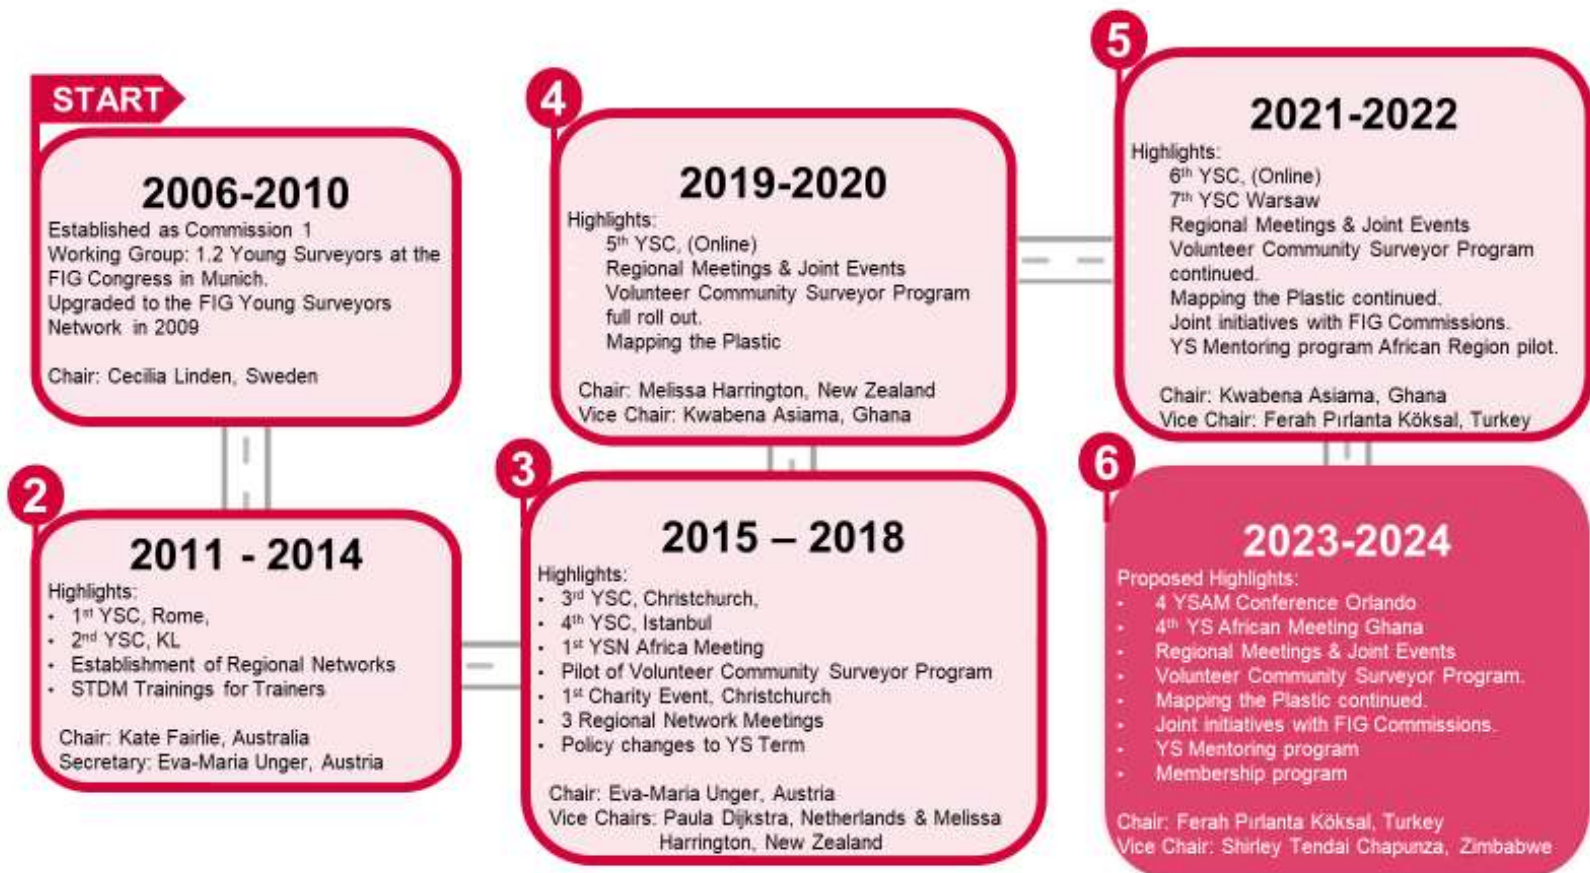 START
2006-2010
Established as Commission 1
Working Group: 1.2 Young Surveyors at the
FIG Congress in Munich.
Upgraded to the FIG Young Surveyors
Network in 2009
Chair: Cecilia Linden, Sweden
2
2011 - 2014
Highlights:
• 1st YSC, Rome,
• 2nd YSC, KL
• Establishment of Regional Networks
• STDM Trainings for Trainers
Chair: Kate Fairlie, Australia
Secretary: Eva-Maria Unger, Austria
3
2015 – 2018
Highlights:
• 3rd YSC, Christchurch,
• 4th YSC, Istanbul
• 1st YSN Africa Meeting
• Pilot of Volunteer Community Surveyor Program
• 1st Charity Event, Christchurch
• 3 Regional Network Meetings
• Policy changes to YS Term
Chair: Eva-Maria Unger, Austria
Vice Chairs: Paula Dijkstra, Netherlands & Melissa
Harrington, New Zealand
4
2019-2020
Highlights:
5th YSC, (Online)
Regional Meetings & Joint Events
Volunteer Community Surveyor Program
full roll out.
Mapping the Plastic
Chair: Melissa Harrington, New Zealand
Vice Chair: Kwabena Asiama, Ghana
5
2021-2022
Highlights:
6th YSC, (Online)
7th YSC Warsaw
Regional Meetings & Joint Events
Volunteer Community Surveyor Program
continued.
Mapping the Plastic continued.
Joint initiatives with FIG Commissions.
YS Mentoring program African Region pilot.
Chair: Kwabena Asiama, Ghana
Vice Chair: Ferah Pırlanta Köksal, Turkey
6
2023-2024
Proposed Highlights:
• 4 YSAM Conference Orlando
• 4th YS African Meeting Ghana
• Regional Meetings & Joint Events
• Volunteer Community Surveyor Program.
• Mapping the Plastic continued.
• Joint initiatives with FIG Commissions.
• YS Mentoring program
• Membership program
Chair: Ferah Pırlanta Köksal, Turkey
Vice Chair: Shirley Tendai Chapunza, Zimbabwe